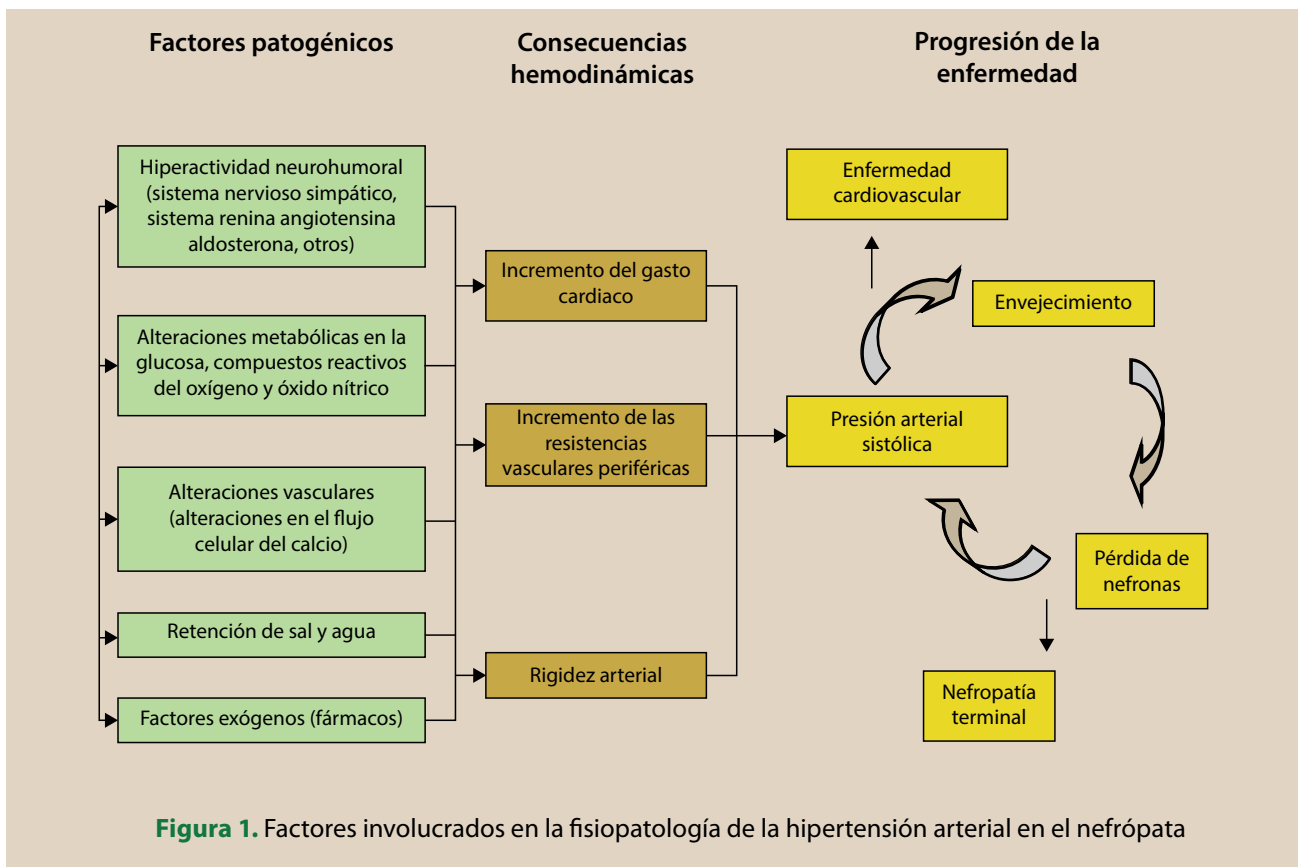 Factores patogénicos
Consecuencias
hemodinámicas
Progresión de la
enfermedad
Hiperactividad neurohumoral
(sistema nervioso simpático,
sistema renina angiotensina
aldosterona, otros)
Alteraciones metabólicas en la
glucosa, compuestos reactivos
del oxígeno y óxido nítrico
Alteraciones vasculares
(alteraciones en el flujo
celular del calcio)
Retención de sal y agua
Factores exógenos (fármacos)
Incremento del gasto
cardiaco
Incremento de las
resistencias
vasculares periféricas
Rigidez arterial
Enfermedad
cardiovascular
Envejecimiento
Presión arterial
sistólica
Pérdida de
nefronas
Nefropatía
terminal
Figura 1. Factores involucrados en la fisiopatología de la hipertensión arterial en el nefrópata